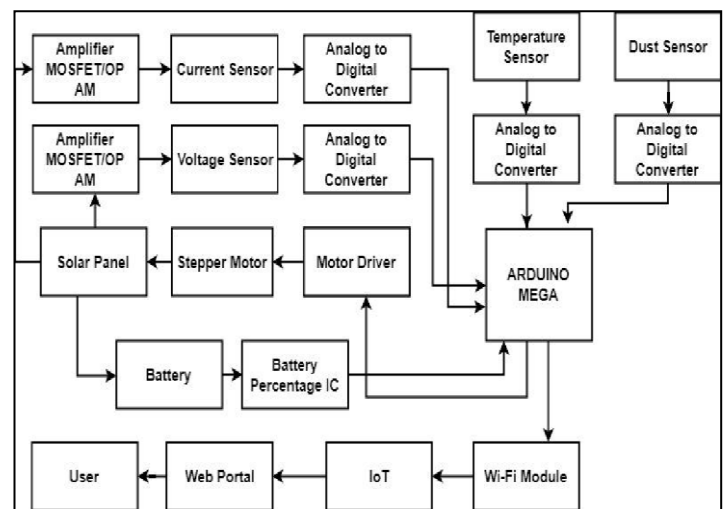 Amplifier
MOSFET/OP
AM
Current Sensor
Analog to
Digital
Converter
Temperature
Sensor
Dust Sensor
Amplifier
MOSFET/OP
AM
Voltage Sensor
Analog to
Digital
Converter
Analog to
Digital
Converter
Analog to
Digital
Converter
Solar Panel
Stepper Motor
Motor Driver
ARDUINO
MEGA
Battery
Battery
Percentage IC
User
Web Portal
IoT
Wi-Fi Module